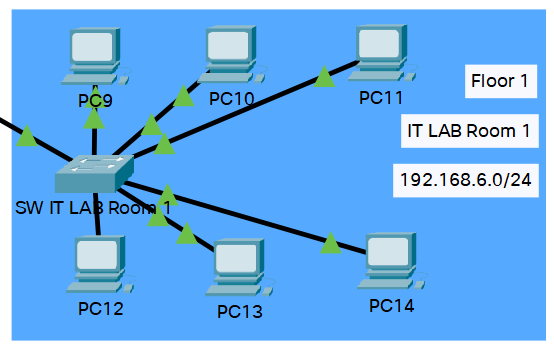 PC9
PC10
PC11
Floor 1
IT LAB Room 1
192.168.6.0/24
SW IT LAB Room 1
PC12
PC13
PC14